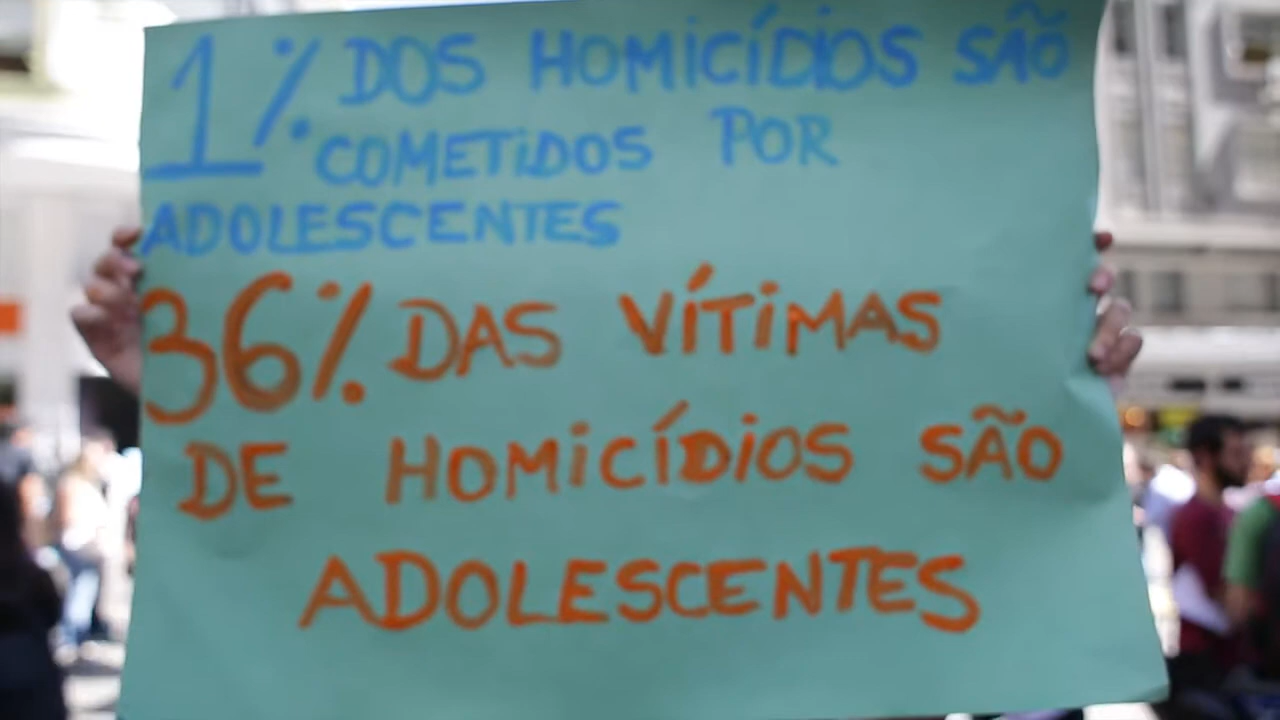 1% DOS HOMICÍDIOS SÃO
COMETIDOS POR
ADOLESCENTES
36% DAS VÍTIMAS
DE HOMICÍDIOS SÃO
ADOLESCENTES